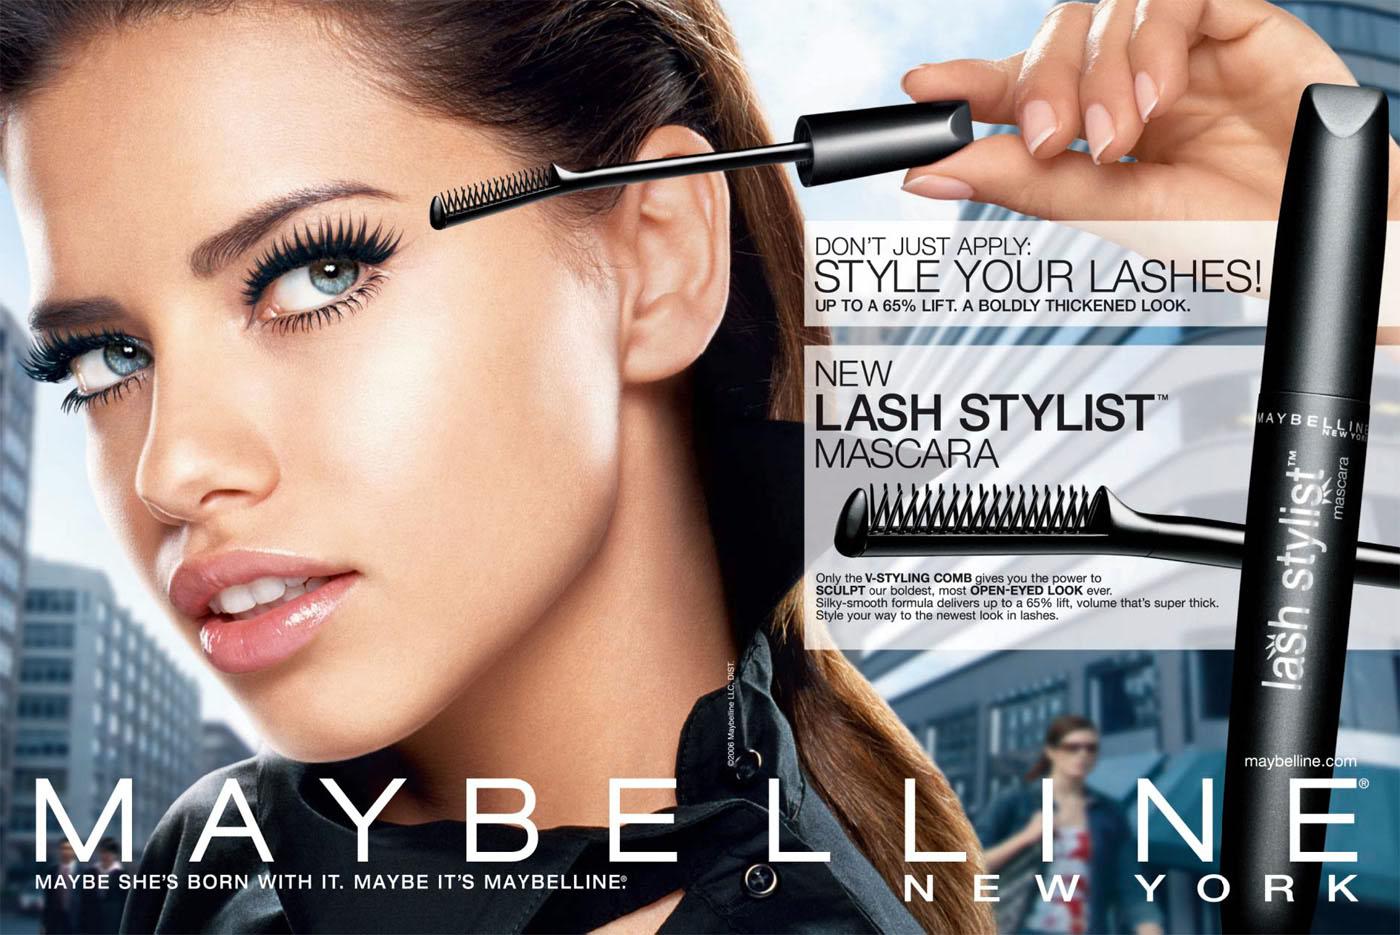 DON'T JUST APPLY:
STYLE YOUR LASHES!
UP TO A 65% LIFT. A BOLDLY THICKENED LOOK.
NEW
LASH STYLIST™
MASCARA
Only the V-STYLING COMB gives you the power to
SCULPT our boldest, most OPEN-EYED LOOK ever.
Silky-smooth formula delivers up to a 65% lift, volume that's super thick.
Style your way to the newest look in lashes.
MAYBELLINE
NEW YORK
lash stylist™
mascara
maybelline.com
©2006 Maybelline LLC, DIST.
MAYBELLINE®
MAYBE SHE'S BORN WITH IT. MAYBE IT'S MAYBELLINE.®
NEW YORK